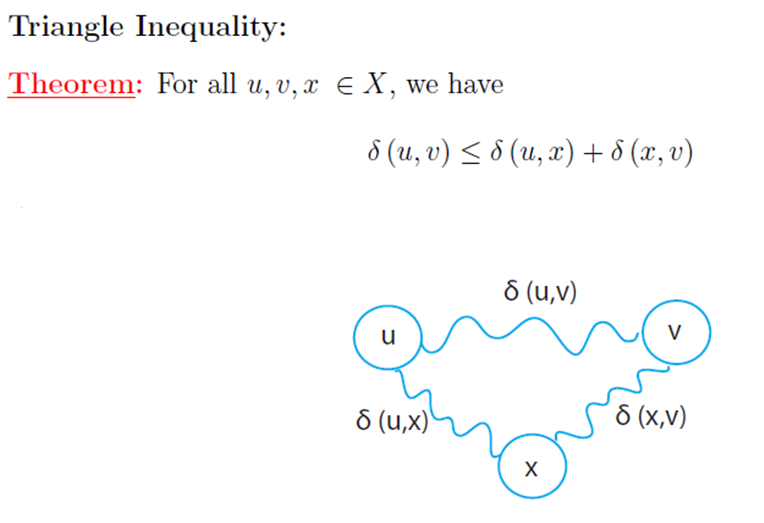 Triangle Inequality:
Theorem: For all u, v, x ∈ X, we have
δ (u, v) ≤ δ (u, x) + δ (x, v)
δ (u,v)
u
v
δ (u,x)
δ (x,v)
x